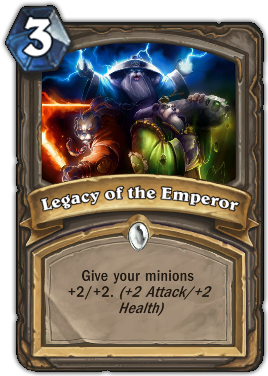 3
Legacy of the Emperor
Give your minions
+2/+2. (+2 Attack/+2
Health)